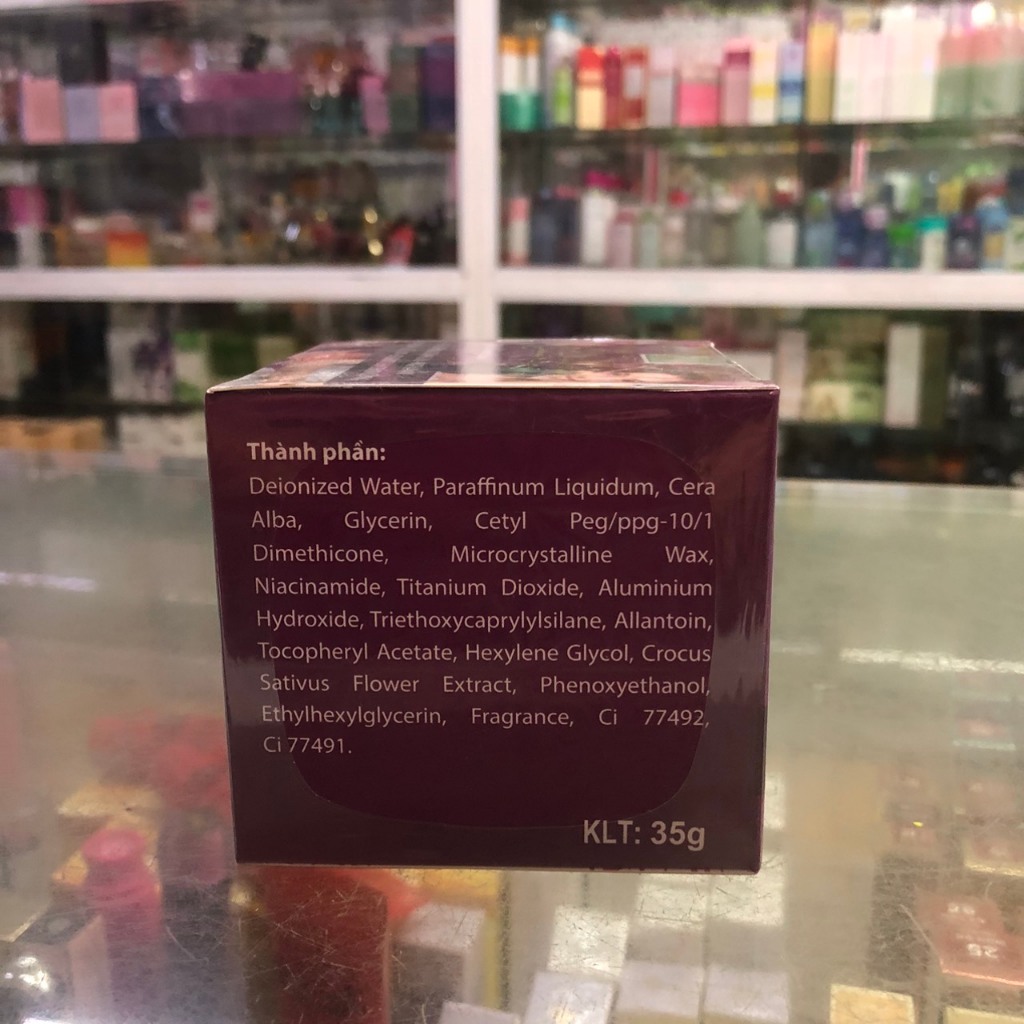 Thành phần:
Deionized Water, Paraffinum Liquidum, Cera
Alba, Glycerin, Cetyl Peg/ppg-10/1
Dimethicone, Microcrystalline Wax,
Niacinamide, Titanium Dioxide, Aluminium
Hydroxide, Triethoxycaprylylsilane, Allantoin,
Tocopheryl Acetate, Hexylene Glycol, Crocus
Sativus Flower Extract, Phenoxyethanol,
Ethylhexylglycerin, Fragrance, Ci 77492,
Ci 77491.
KLT: 35g